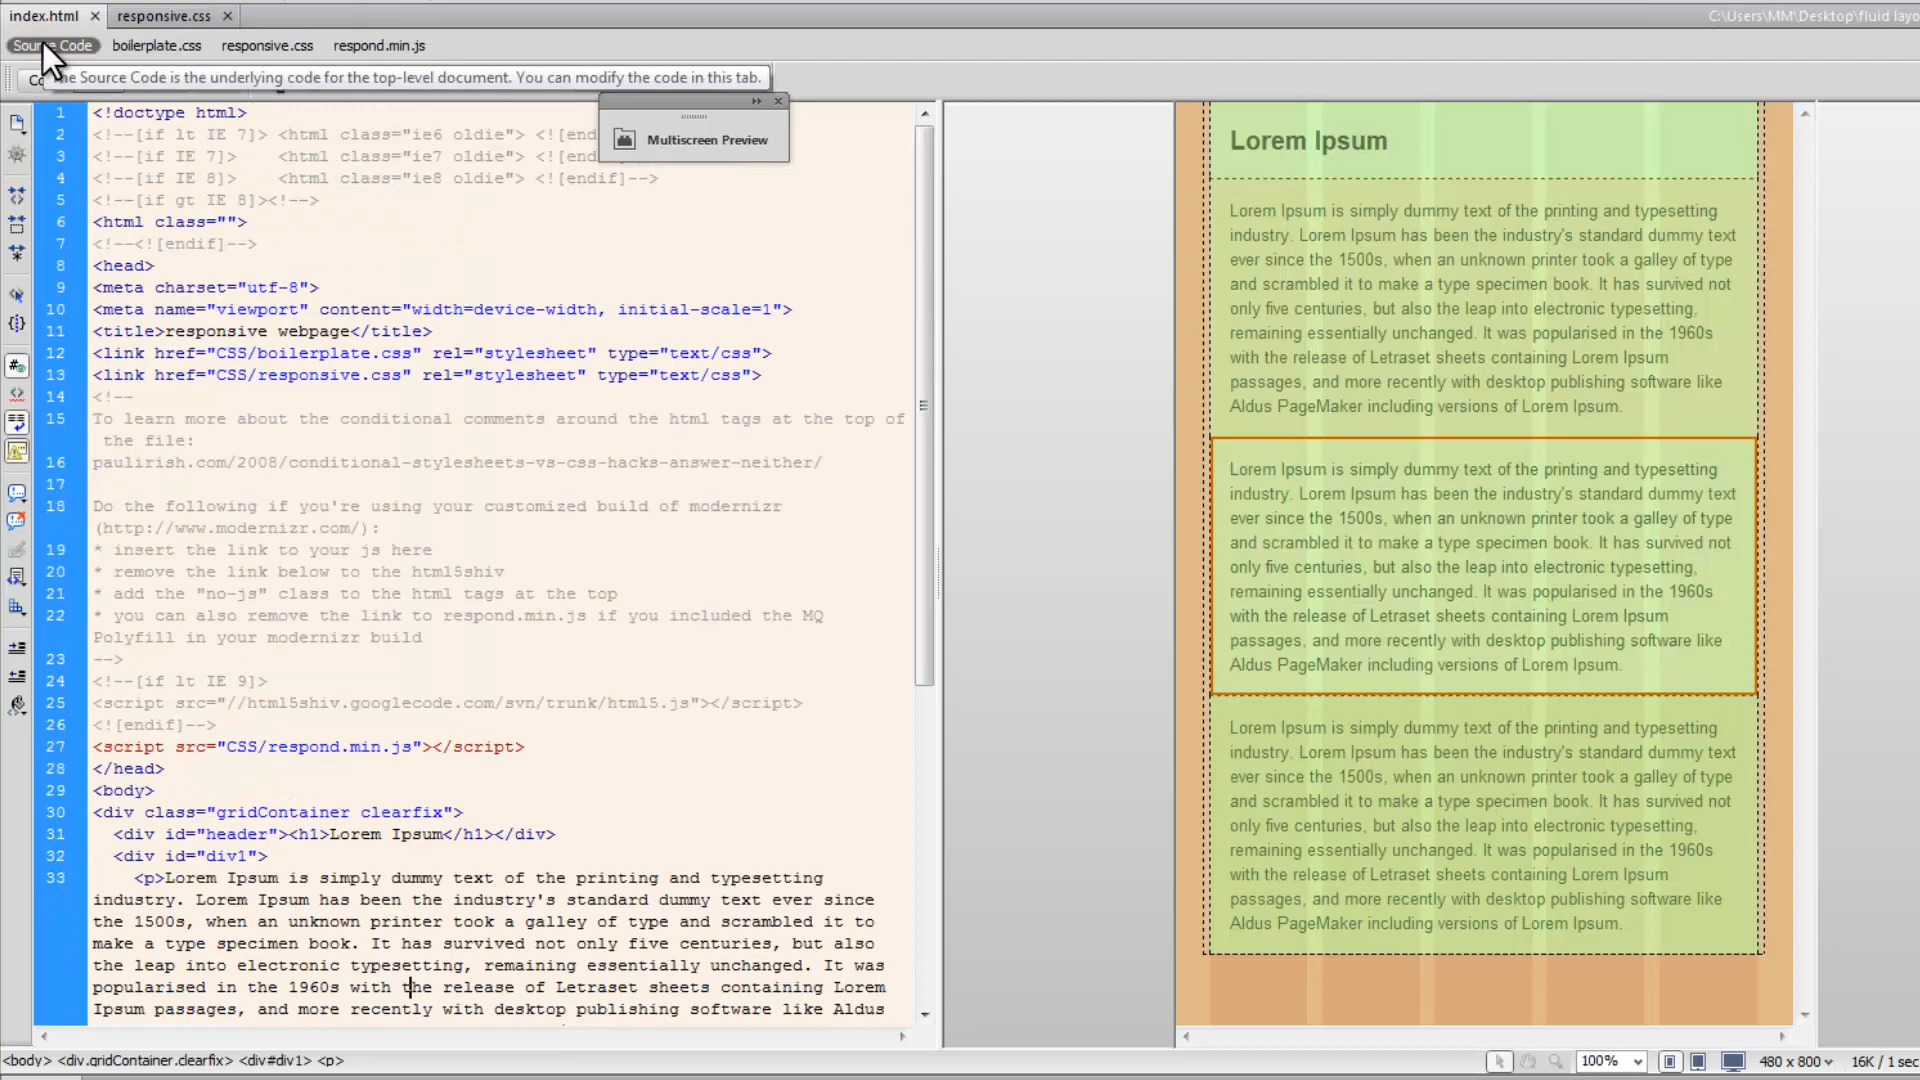 index.html
responsive.css
C:\Users\MM\Desktop\fluid layo
Source Code
boilerplate.css
responsive.css
respond.min.js
Co
The Source Code is the underlying code for the top-level document. You can modify the code in this tab.
Multiscreen Preview
1 <!doctype html>
2 <!--[if lt IE 7]> <html class="ie6 oldie"> <![end
3 <!--[if IE 7]>    <html class="ie7 oldie"> <![end
4 <!--[if IE 8]>    <html class="ie8 oldie"> <![endif]-->
5 <!--[if gt IE 8]><!-->
6 <html class="">
7 <!--<![endif]-->
8 <head>
9 <meta charset="utf-8">
10 <meta name="viewport" content="width=device-width, initial-scale=1">
11 <title>responsive webpage</title>
12 <link href="CSS/boilerplate.css" rel="stylesheet" type="text/css">
13 <link href="CSS/responsive.css" rel="stylesheet" type="text/css">
14 <!--
15 To learn more about the conditional comments around the html tags at the top of
the file:
16 paulirish.com/2008/conditional-stylesheets-vs-css-hacks-answer-neither/
17
18 Do the following if you're using your customized build of modernizr
(http://www.modernizr.com/):
19 * insert the link to your js here
20 * remove the link below to the html5shiv
21 * add the "no-js" class to the html tags at the top
22 * you can also remove the link to respond.min.js if you included the MQ
Polyfill in your modernizr build
23 -->
24 <!--[if lt IE 9]>
25 <script src="//html5shiv.googlecode.com/svn/trunk/html5.js"></script>
26 <![endif]-->
27 <script src="CSS/respond.min.js"></script>
28 </head>
29 <body>
30 <div class="gridContainer clearfix">
31   <div id="header"><h1>Lorem Ipsum</h1></div>
32   <div id="div1">
33     <p>Lorem Ipsum is simply dummy text of the printing and typesetting
industry. Lorem Ipsum has been the industry's standard dummy text ever since
the 1500s, when an unknown printer took a galley of type and scrambled it to
make a type specimen book. It has survived not only five centuries, but also
the leap into electronic typesetting, remaining essentially unchanged. It was
popularised in the 1960s with the release of Letraset sheets containing Lorem
Ipsum passages, and more recently with desktop publishing software like Aldus
Lorem Ipsum
Lorem Ipsum is simply dummy text of the printing and typesetting
industry. Lorem Ipsum has been the industry's standard dummy text
ever since the 1500s, when an unknown printer took a galley of type
and scrambled it to make a type specimen book. It has survived not
only five centuries, but also the leap into electronic typesetting,
remaining essentially unchanged. It was popularised in the 1960s
with the release of Letraset sheets containing Lorem Ipsum
passages, and more recently with desktop publishing software like
Aldus PageMaker including versions of Lorem Ipsum.
Lorem Ipsum is simply dummy text of the printing and typesetting
industry. Lorem Ipsum has been the industry's standard dummy text
ever since the 1500s, when an unknown printer took a galley of type
and scrambled it to make a type specimen book. It has survived not
only five centuries, but also the leap into electronic typesetting,
remaining essentially unchanged. It was popularised in the 1960s
with the release of Letraset sheets containing Lorem Ipsum
passages, and more recently with desktop publishing software like
Aldus PageMaker including versions of Lorem Ipsum.
Lorem Ipsum is simply dummy text of the printing and typesetting
industry. Lorem Ipsum has been the industry's standard dummy text
ever since the 1500s, when an unknown printer took a galley of type
and scrambled it to make a type specimen book. It has survived not
only five centuries, but also the leap into electronic typesetting,
remaining essentially unchanged. It was popularised in the 1960s
with the release of Letraset sheets containing Lorem Ipsum
passages, and more recently with desktop publishing software like
Aldus PageMaker including versions of Lorem Ipsum.
<body> <div.gridContainer.clearfix> <div#div1> <p>
100%
480 x 800
16K / 1 sec